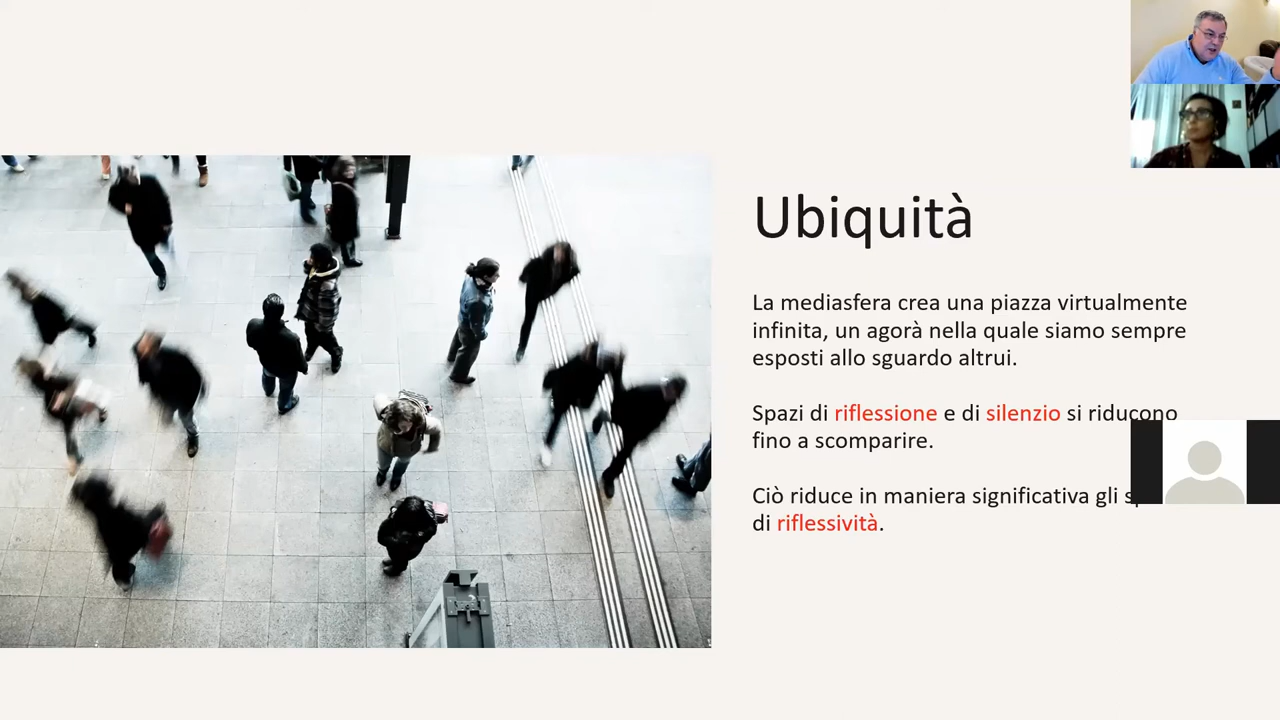 Ubiquità
La mediasfera crea una piazza virtualmente
infinita, un agorà nella quale siamo sempre
esposti allo sguardo altrui.
Spazi di riflessione e di silenzio si riducono
fino a scomparire.
Ciò riduce in maniera significativa gli
di riflessività.